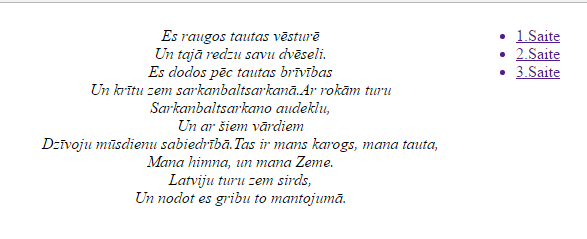 Es raugos tautas vēsturē
Un tajā redzu savu dvēseli.
Es dodos pēc tautas brīvības
Un krītu zem sarkanbaltsarkanā.Ar rokām turu
Sarkanbaltsarkano audeklu,
Un ar šiem vārdiem
Dzīvoju mūsdienu sabiedrībā.Tas ir mans karogs, mana tauta,
Mana himna, un mana Zeme.
Latviju turu zem sirds,
Un nodot es gribu to mantojumā.
1.Saite
2.Saite
3.Saite